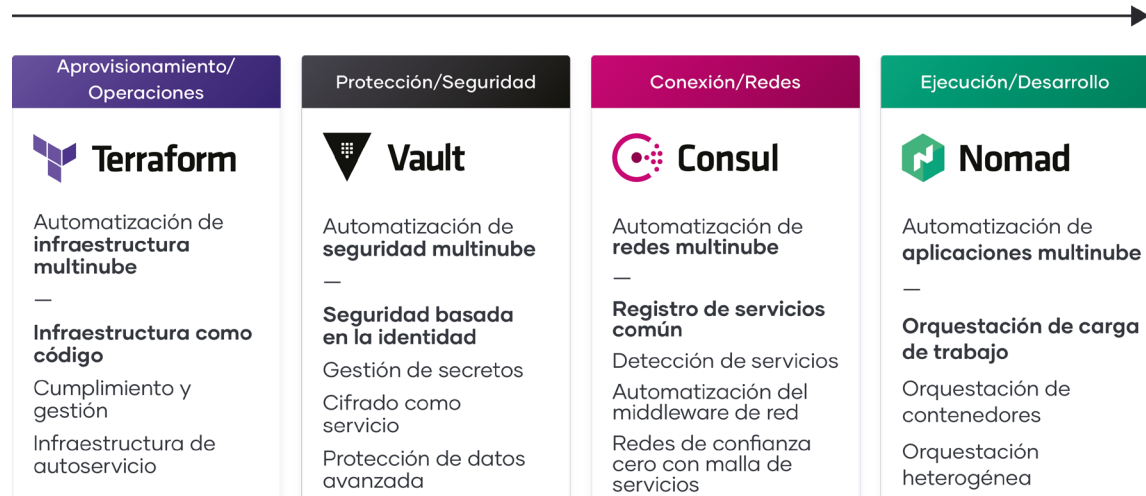 Aprovisionamiento/
Operaciones
Terraform
Automatización de
infraestructura
multinube
—
Infraestructura como
código
Cumplimiento y
gestión
Infraestructura de
autoservicio
Protección/Seguridad
Vault
Automatización de
seguridad multinube
—
Seguridad basada
en la identidad
Gestión de secretos
Cifrado como
servicio
Protección de datos
avanzada
Conexión/Redes
Consul
Automatización de
redes multinube
—
Registro de servicios
común
Detección de servicios
Automatización del
middleware de red
Redes de confianza
cero con malla de
servicios
Ejecución/Desarrollo
Nomad
Automatización de
aplicaciones multinube
—
Orquestación de carga
de trabajo
Orquestación de
contenedores
Orquestación
heterogénea